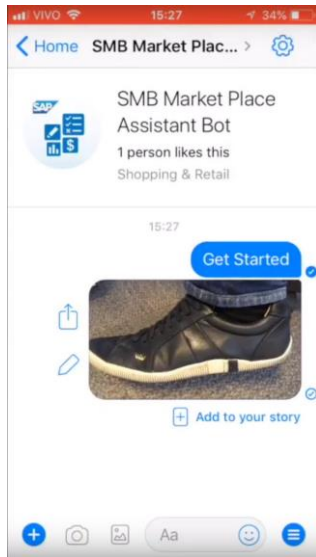 VIVO 15:27 34%
Home SMB Market Plac... >
SAP
SMB Market Place
Assistant Bot
1 person likes this
Shopping & Retail
15:27
Get Started
Add to your story
Aa